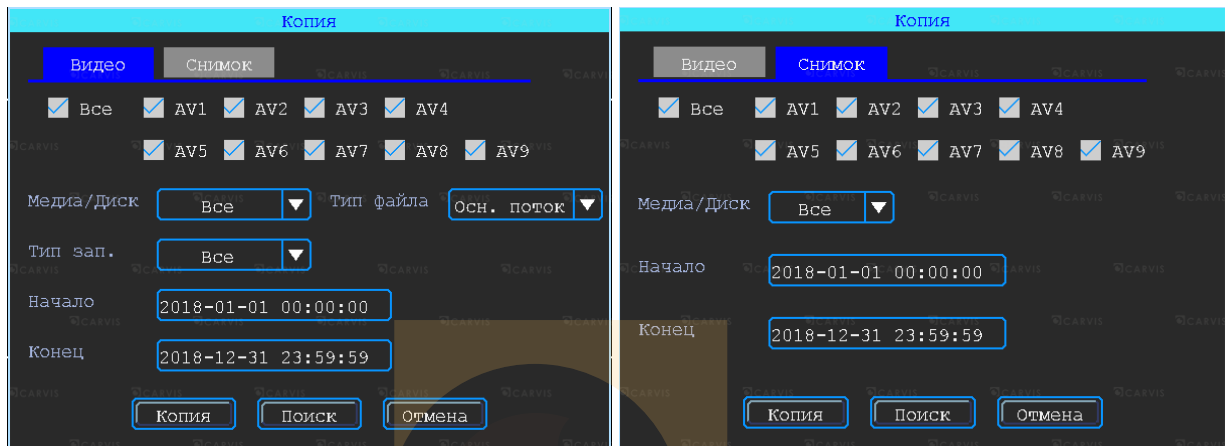 Копия
Видео Снимок
Все AV1 AV2 AV3 AV4
AV5 AV6 AV7 AV8 AV9
Медиа/Диск Все Тип файла Осн. поток
Тип зап. Все
Начало 2018-01-01 00:00:00
Конец 2018-12-31 23:59:59
Копия Поиск Отмена
Копия
Видео Снимок
Все AV1 AV2 AV3 AV4
AV5 AV6 AV7 AV8 AV9
Медиа/Диск Все
Начало 2018-01-01 00:00:00
Конец 2018-12-31 23:59:59
Копия Поиск Отмена
CARVIS